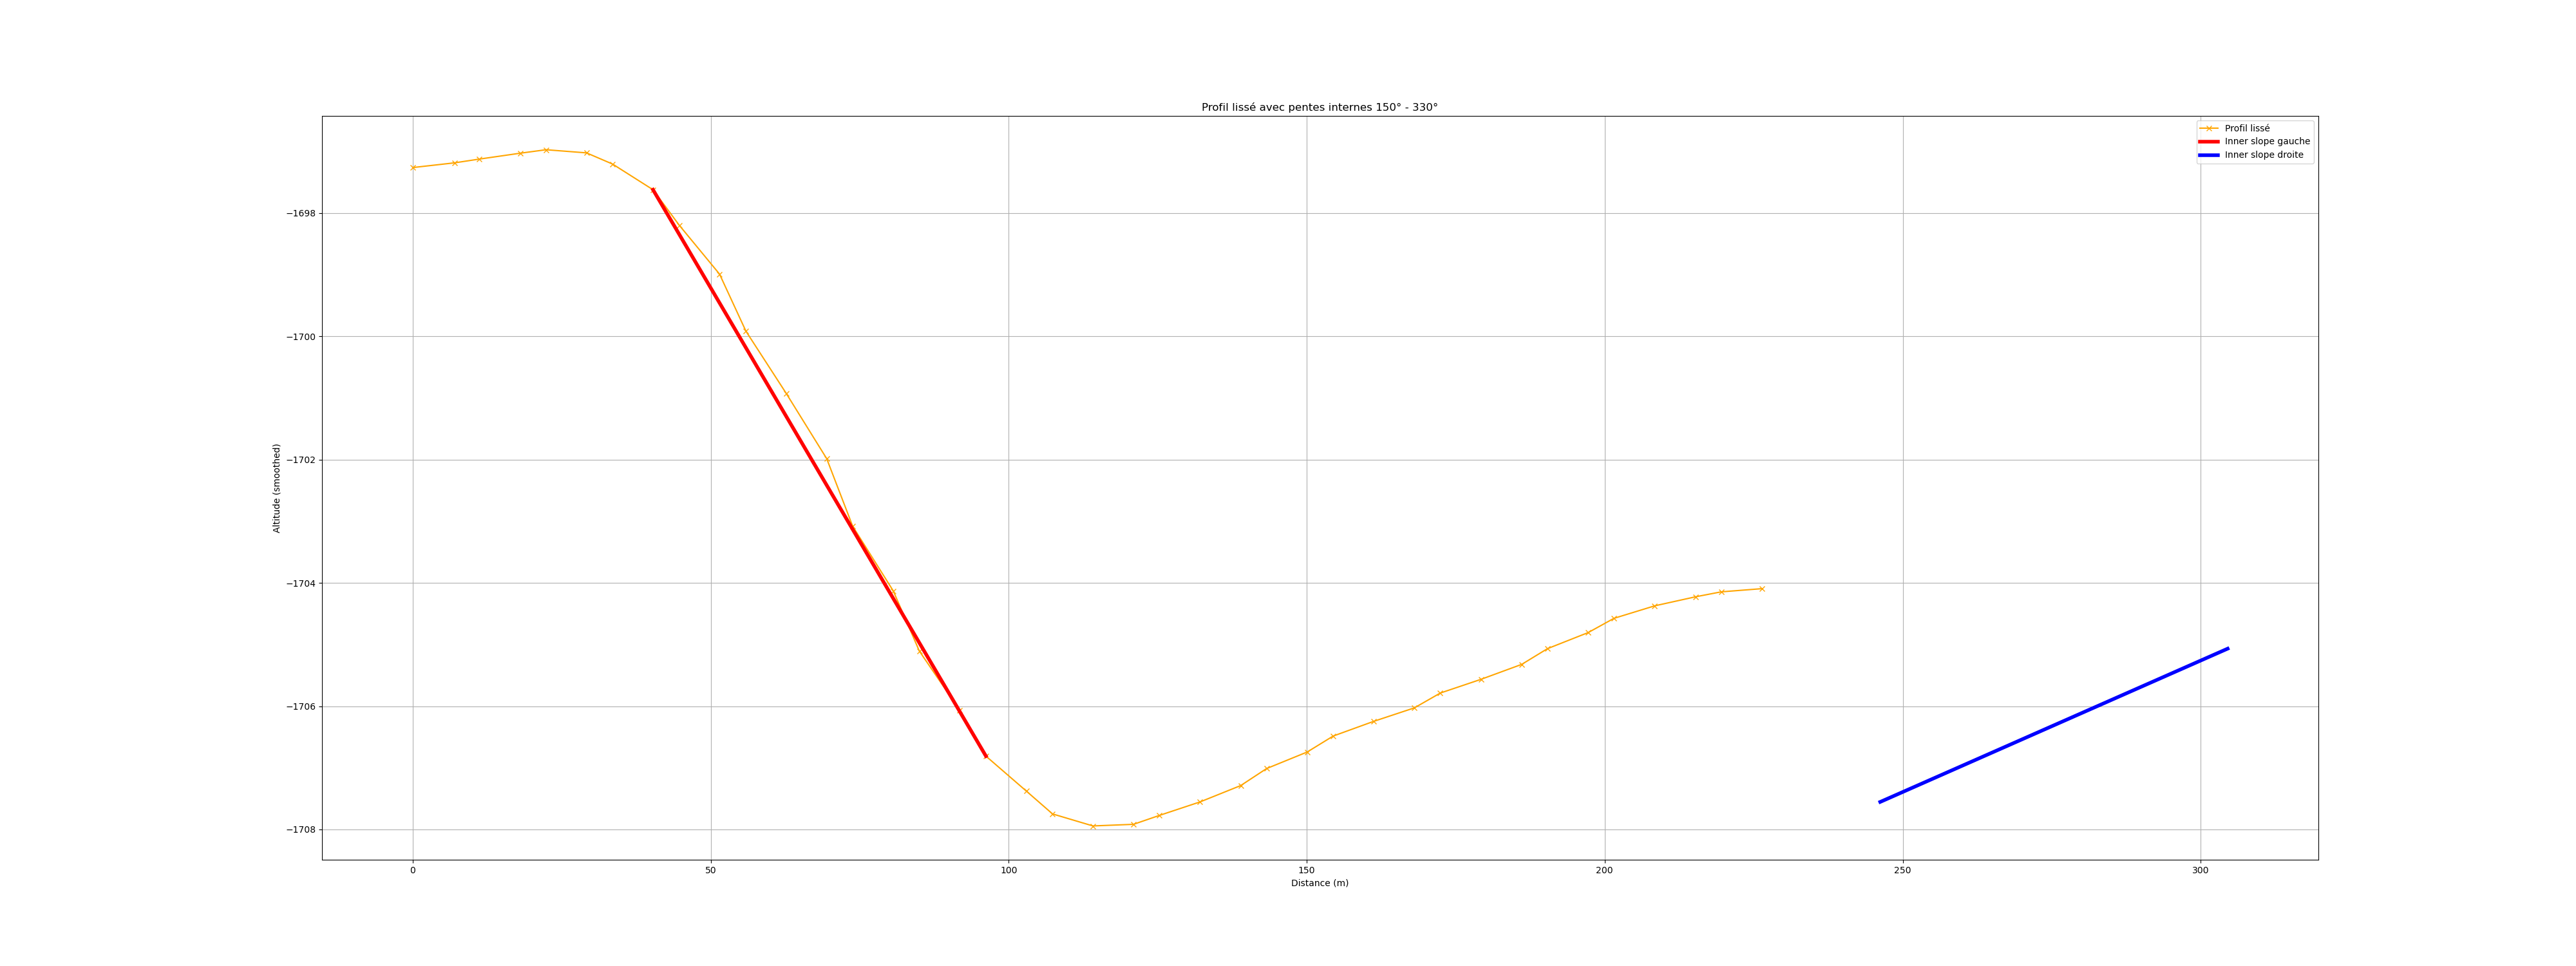 Profil lissé avec pentes internes 150° - 330°
Profil lissé
Inner slope gauche
Inner slope droite
Altitude (smoothed)
−1698
−1700
−1702
−1704
−1706
−1708
0
50
100
150
200
250
300
Distance (m)